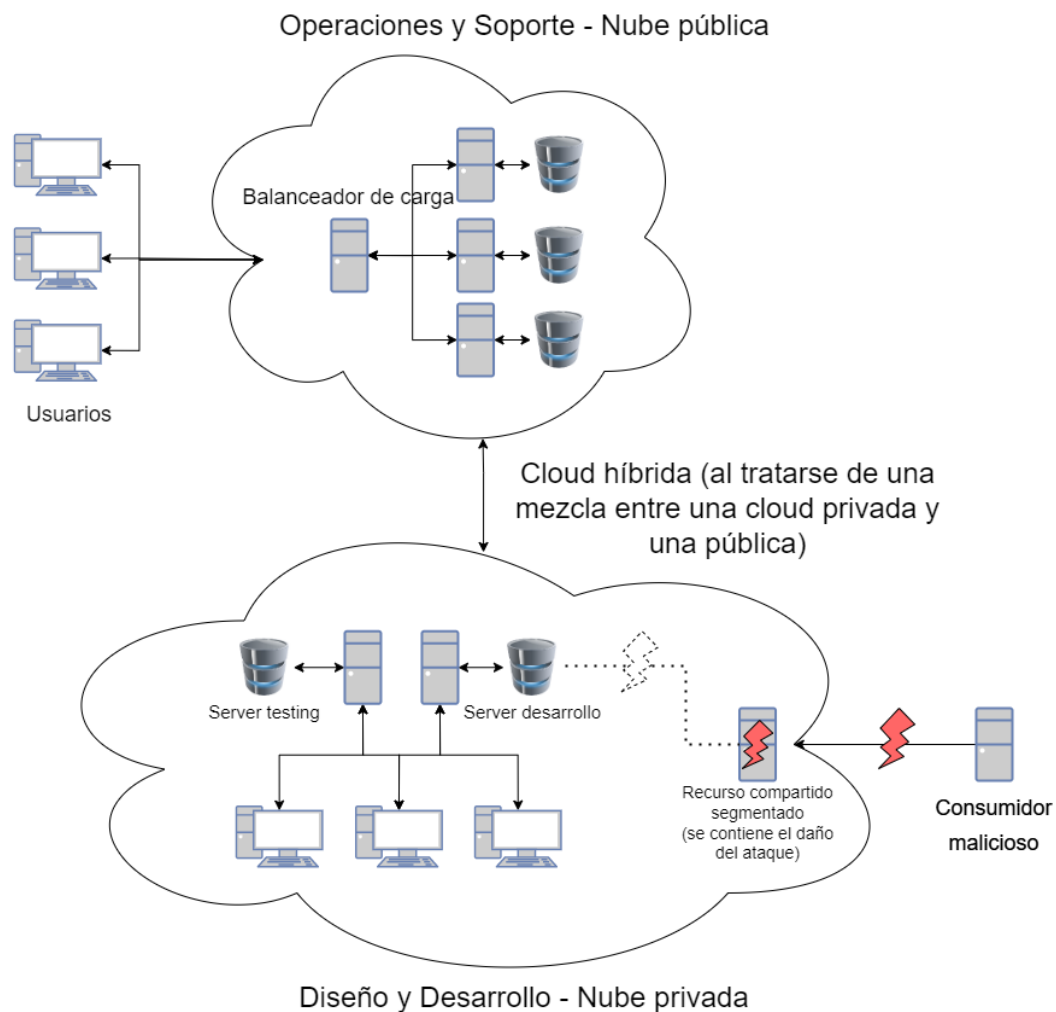 Operaciones y Soporte - Nube pública
Balanceador de carga
Usuarios
Cloud híbrida (al tratarse de una
mezcla entre una cloud privada y
una pública)
Server testing
Server desarrollo
Recurso compartido
segmentado
(se contiene el daño
del ataque)
Consumidor
malicioso
Diseño y Desarrollo - Nube privada